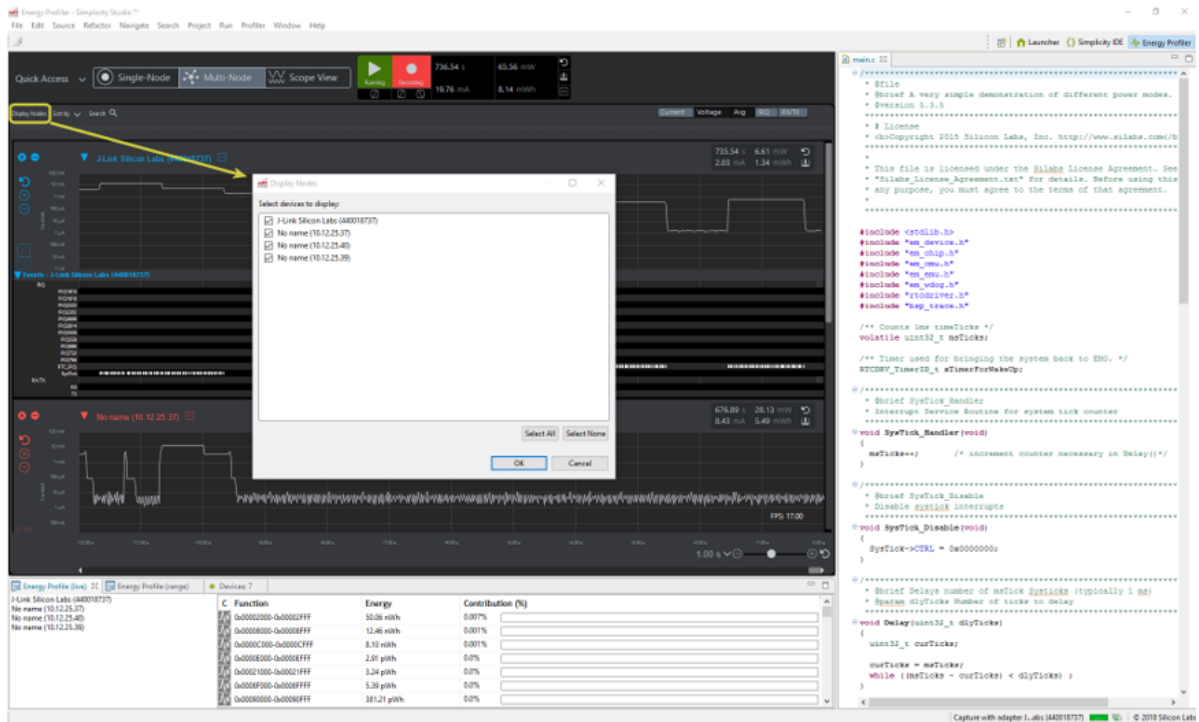 Energy Profiler - Simplicity Studio ™
File Edit Source Refactor Navigate Search Project Run Profiler Window Help
Launcher Simplicity IDE Energy Profiler
Quick Access Single-Node Multi-Node Scope View
Running Recording
736.54 s 65.56 mW
19.76 mA 8.14 mWh
Display Nodes Sort By Search
Current Voltage Avg IRQ RX/TX
J-Link Silicon Labs (440018737)
735.54 s 6.61 mW
2.03 mA 1.34 mWh
Current
Events - J-Link Silicon Labs (440018737)
IRQ
RTC_IRQ
SysTick
RX/TX
RX
TX
No name (10.12.25.37)
676.89 s 28.13 mW
8.43 mA 5.49 mWh
Current
FPS: 17.00
1.00 s
Display Nodes
Select devices to display:
J-Link Silicon Labs (440018737)
No name (10.12.25.37)
No name (10.12.25.40)
No name (10.12.25.39)
Select All Select None
OK Cancel
Energy Profile (live) Energy Profile (range) Devices: 7
J-Link Silicon Labs (440018737)
No name (10.12.25.37)
No name (10.12.25.40)
No name (10.12.25.39)
C Function Energy Contribution (%)
0x00002000-0x00002FFF 50.06 nWh 0.007%
0x00008000-0x00008FFF 12.46 nWh 0.001%
0x0000C000-0x0000CFFF 8.10 nWh 0.001%
0x0000E000-0x0000EFFF 2.91 pWh 0.0%
0x00021000-0x00021FFF 3.24 pWh 0.0%
0x0008F000-0x0008FFFF 5.39 pWh 0.0%
0x00090000-0x00090FFF 381.21 pWh 0.0%
main.c
/*****
* @file
* @brief A very simple demonstration of different power modes.
* @version 5.3.5
* # License
* <b>Copyright 2015 Silicon Labs, Inc. http://www.silabs.com</b
*
* This file is licensed under the Silabs License Agreement. See
* "Silabs_License_Agreement.txt" for details. Before using this
* any purpose, you must agree to the terms of that agreement.
*
#include <stdlib.h>
#include "em_device.h"
#include "em_chip.h"
#include "em_cmu.h"
#include "em_emu.h"
#include "em_wdog.h"
#include "rtcdriver.h"
#include "bsp_trace.h"
/** Counts 1ms timeTicks */
volatile uint32_t msTicks;
/** Timer used for bringing the system back to EM0. */
RTCDRV_TimerID_t xTimerForWakeUp;
* @brief SysTick_Handler
* Interrupt Service Routine for system tick counter
void SysTick_Handler(void)
{
msTicks++; /* increment counter necessary in Delay()*/
}
* @brief SysTick_Disable
* Disable systick interrupts
void SysTick_Disable(void)
{
SysTick->CTRL = 0x0000000;
}
* @brief Delays number of msTick Systicks (typically 1 ms)
* @param dlyTicks Number of ticks to delay
void Delay(uint32_t dlyTicks)
{
uint32_t curTicks;
curTicks = msTicks;
while ((msTicks - curTicks) < dlyTicks) ;
}
Capture with adapter J...abs (440018737) © 2018 Silicon Labs